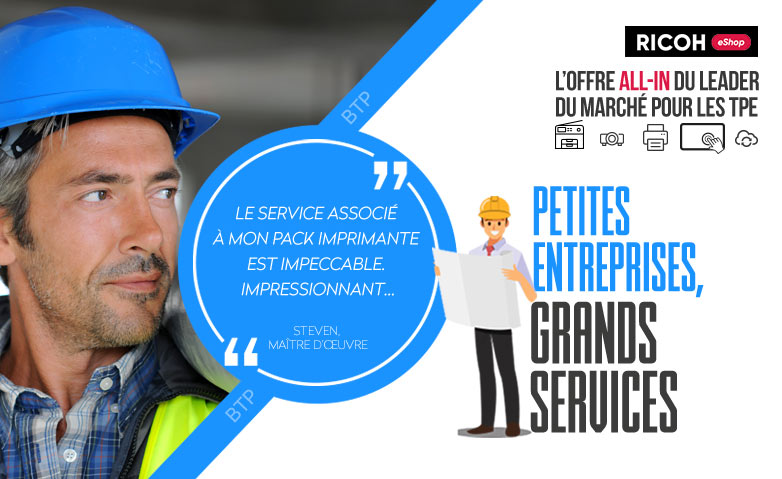 BTP
RICOH eShop
L'OFFRE ALL-IN DU LEADER
DU MARCHÉ POUR LES TPE
”
LE SERVICE ASSOCIÉ
À MON PACK IMPRIMANTE
EST IMPECCABLE.
IMPRESSIONNANT...
STEVEN,
MAÎTRE D'ŒUVRE
“
BTP
PETITES
ENTREPRISES,
GRANDS
SERVICES